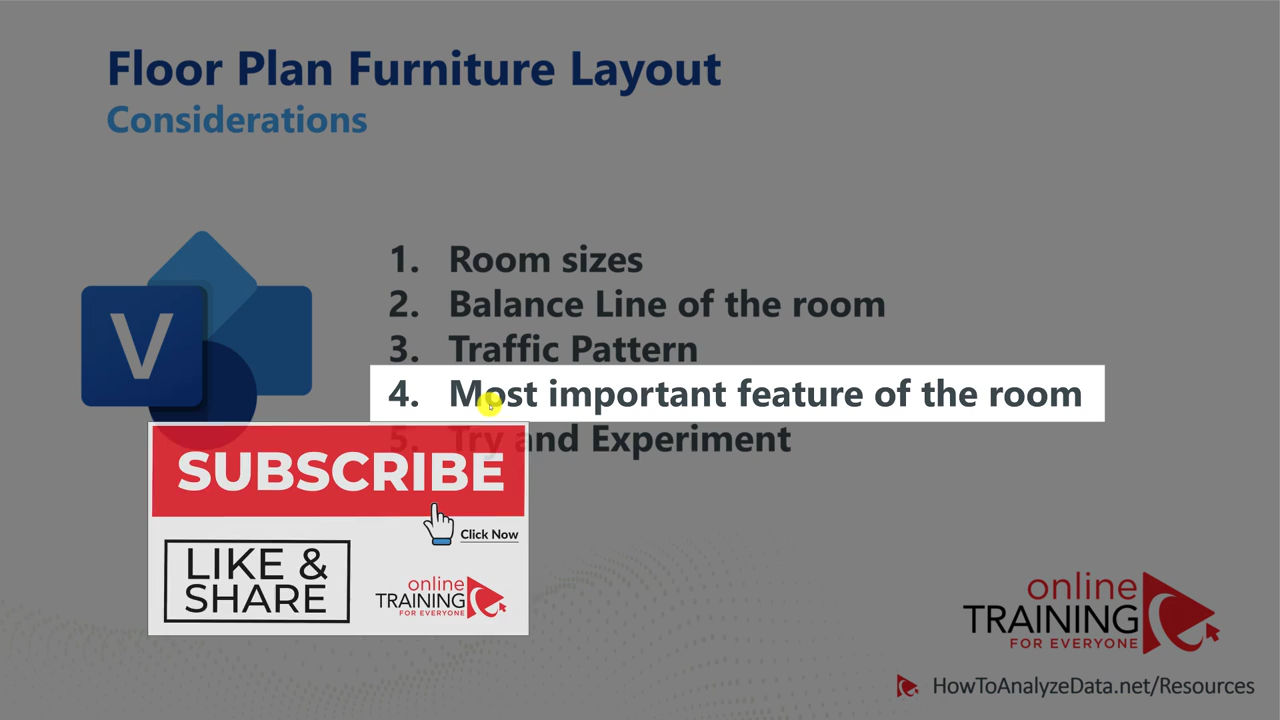 Floor Plan Furniture Layout
Considerations
V
1. Room sizes
2. Balance Line of the room
3. Traffic Pattern
4. Most important feature of the room
5. Try and Experiment
SUBSCRIBE
Click Now
LIKE &
SHARE
online
TRAINING
FOR EVERYONE
online
TRAINING
FOR EVERYONE
HowToAnalyzeData.net/Resources